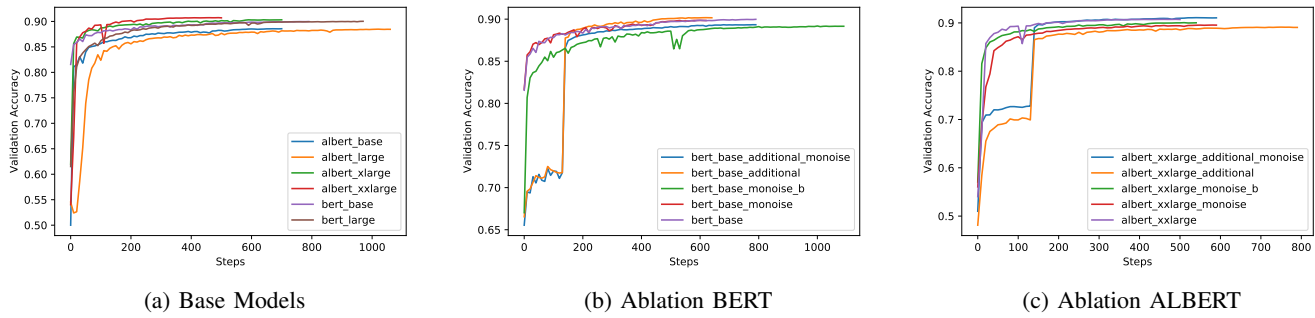 0.90
0.85
0.80
0.75
0.70
0.65
0.60
0.55
0.50
Validation Accuracy
0 200 400 600 800 1000
Steps
albert_base
albert_large
albert_xlarge
albert_xxlarge
bert_base
bert_large
(a) Base Models
0.90
0.85
0.80
0.75
0.70
0.65
Validation Accuracy
0 200 400 600 800 1000
Steps
bert_base_additional_monoise
bert_base_additional
bert_base_monoise_b
bert_base_monoise
bert_base
(b) Ablation BERT
0.9
0.8
0.7
0.6
0.5
Validation Accuracy
0 100 200 300 400 500 600 700 800
Steps
albert_xxlarge_additional_monoise
albert_xxlarge_additional
albert_xxlarge_monoise_b
albert_xxlarge_monoise
albert_xxlarge
(c) Ablation ALBERT